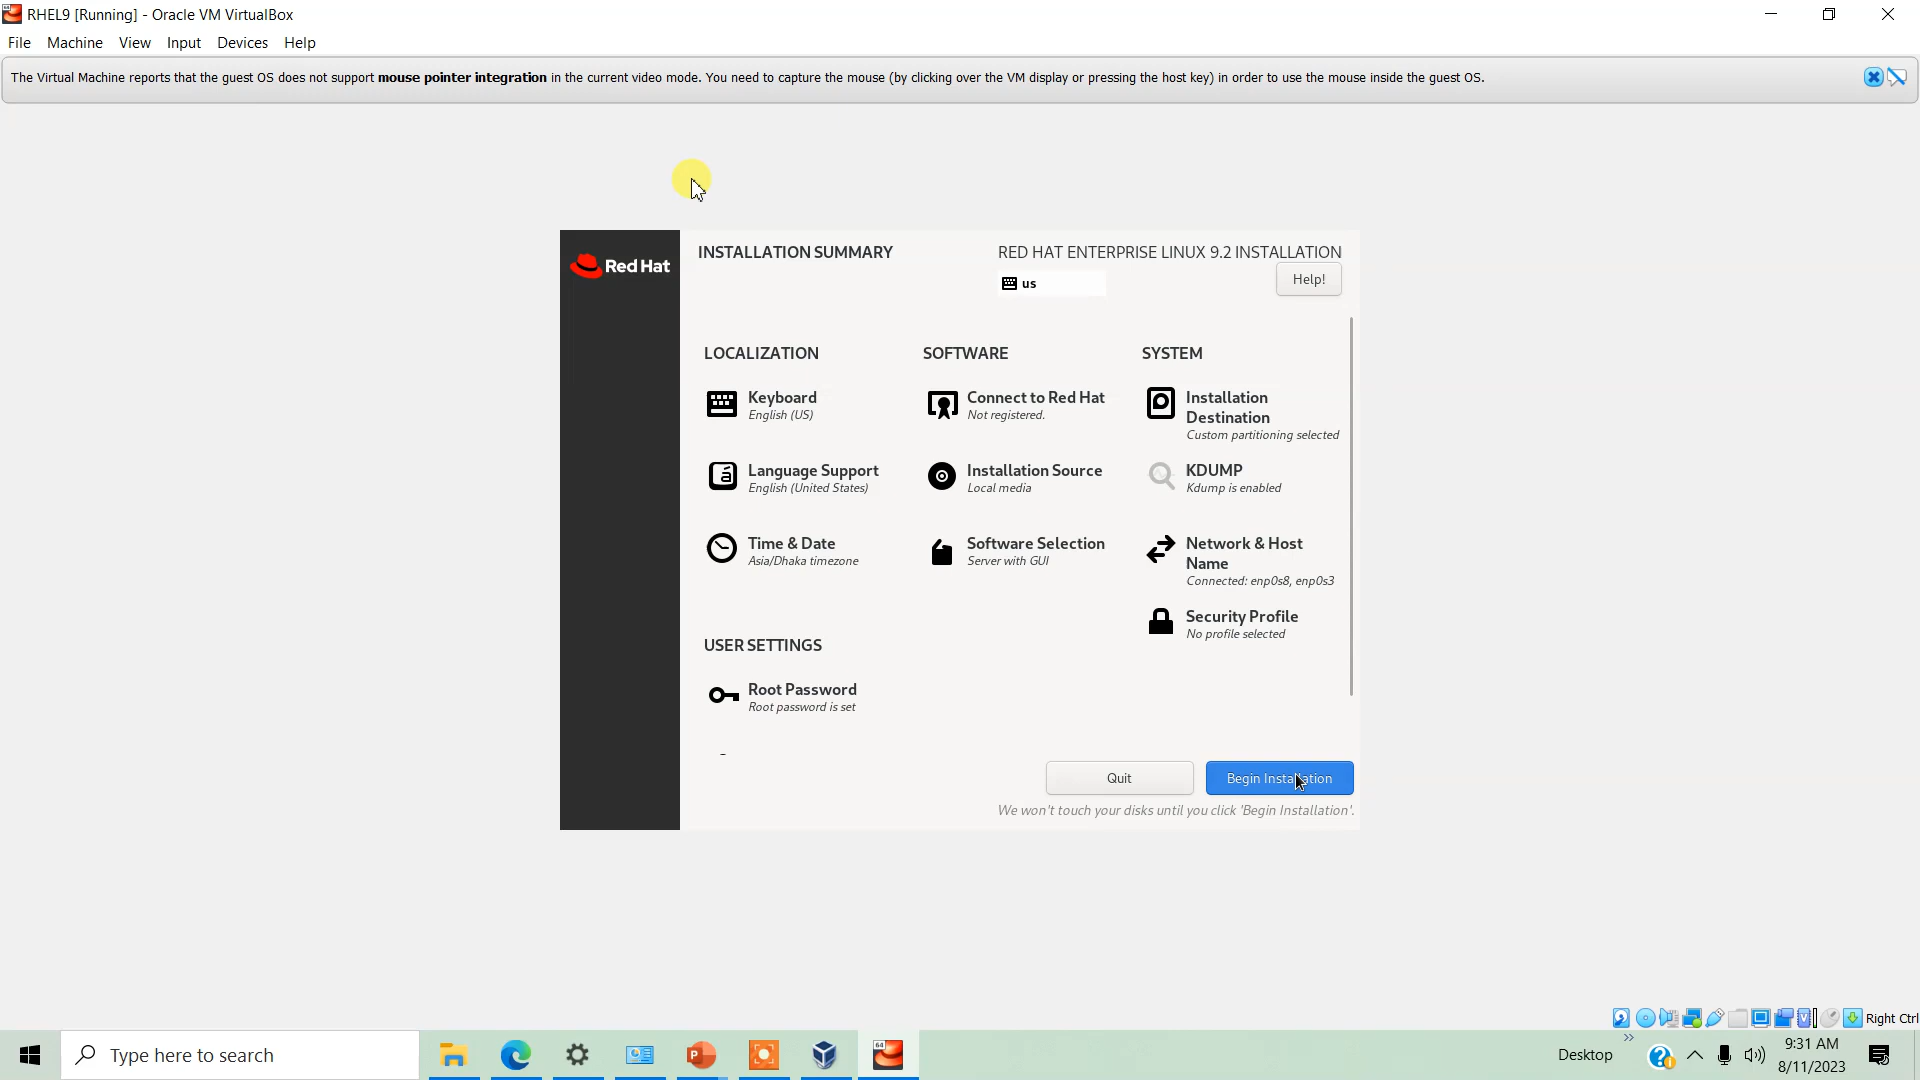 RHEL9 [Running] - Oracle VM VirtualBox
File Machine View Input Devices Help
The Virtual Machine reports that the guest OS does not support mouse pointer integration in the current video mode. You need to capture the mouse (by clicking over the VM display or pressing the host key) in order to use the mouse inside the guest OS.
Red Hat
INSTALLATION SUMMARY
RED HAT ENTERPRISE LINUX 9.2 INSTALLATION
us
Help!
LOCALIZATION
Keyboard
English (US)
Language Support
English (United States)
Time & Date
Asia/Dhaka timezone
SOFTWARE
Connect to Red Hat
Not registered.
Installation Source
Local media
Software Selection
Server with GUI
SYSTEM
Installation
Destination
Custom partitioning selected
KDUMP
Kdump is enabled
Network & Host
Name
Connected: enp0s8, enp0s3
Security Profile
No profile selected
USER SETTINGS
Root Password
Root password is set
Quit
Begin Installation
We won't touch your disks until you click 'Begin Installation'.
Right Ctrl
Type here to search
64
Desktop
9:31 AM
8/11/2023